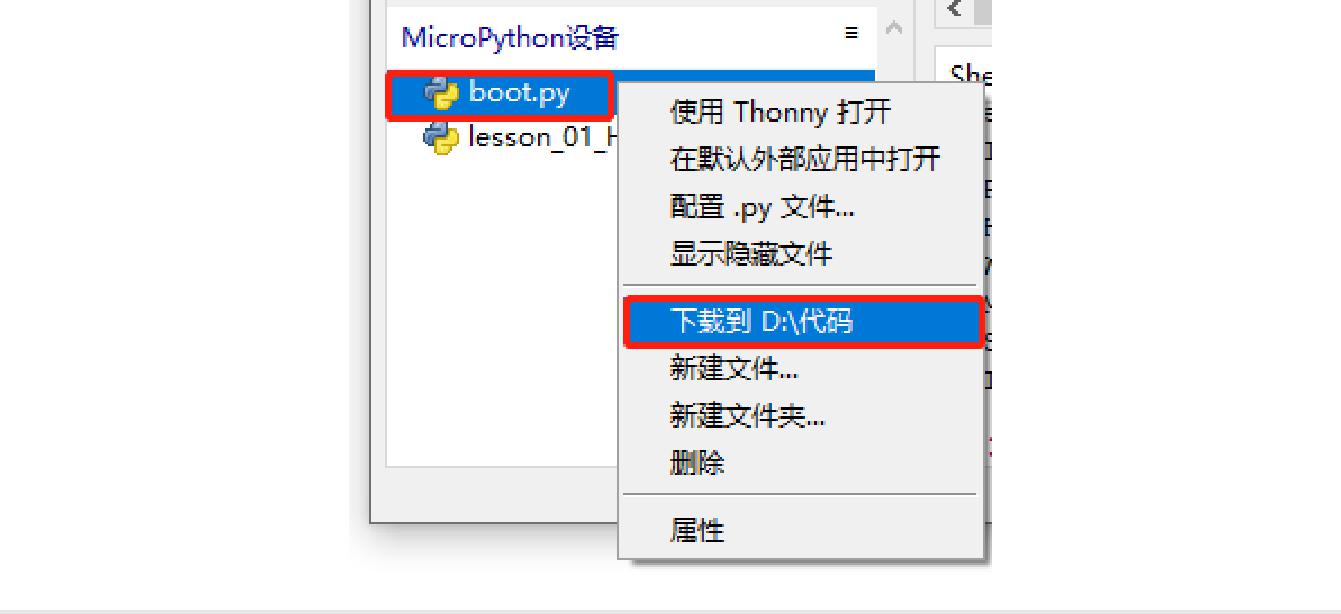 MicroPython设备
boot.py
lesson_01_
She
使用 Thonny 打开
在默认外部应用中打开
配置 .py 文件...
显示隐藏文件
下载到 D:\代码
新建文件...
新建文件夹...
删除
属性